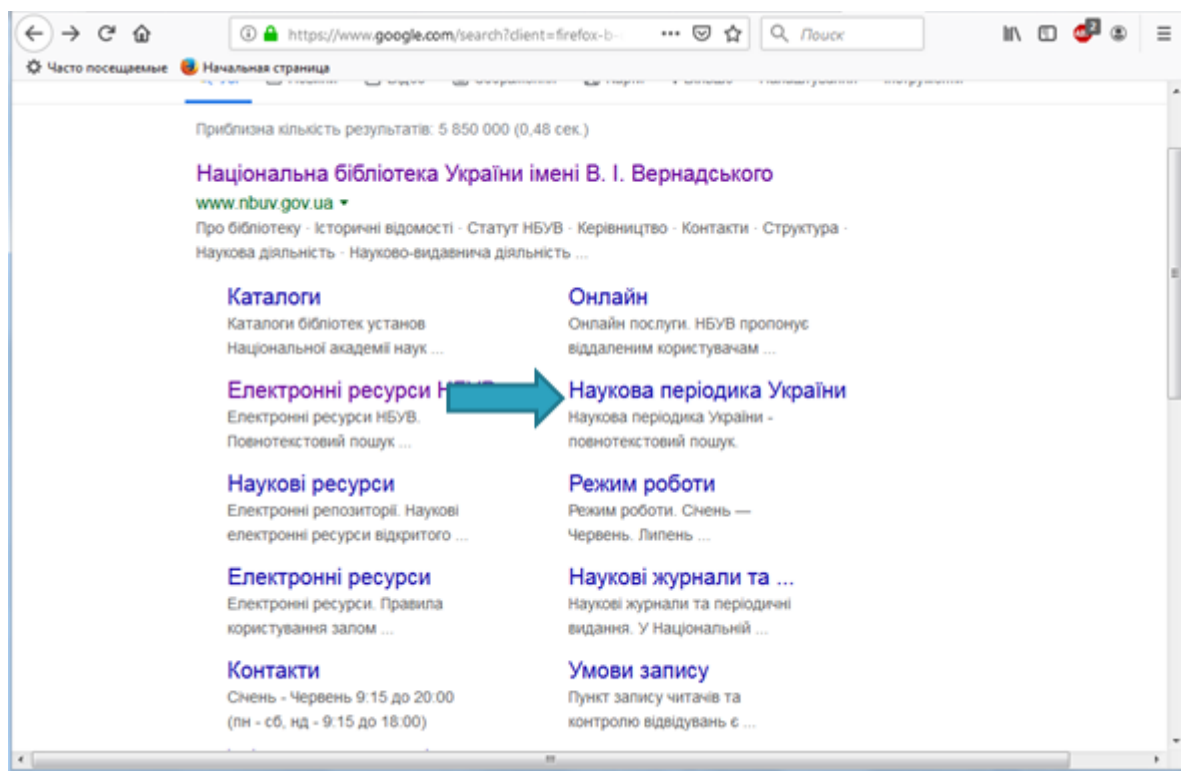 https://www.google.com/search?client=firefox-b-
Поиск
Часто посещаемые
Начальная страница
Приблизна кількість результатів: 5 850 000 (0,48 сек.)
Національна бібліотека України імені В. І. Вернадського
www.nbuv.gov.ua
Про бібліотеку · Історичні відомості · Статут НБУВ · Керівництво · Контакти · Структура ·
Наукова діяльність · Науково-видавнича діяльність ...
Каталоги
Каталоги бібліотек установ
Національної академії наук ...
Онлайн
Онлайн послуги. НБУВ пропонує
віддаленим користувачам ...
Електронні ресурси НБУВ
Електронні ресурси НБУВ.
Повнотекстовий пошук ...
Наукова періодика України
Наукова періодика України -
повнотекстовий пошук.
Наукові ресурси
Електронні репозиторії. Наукові
електронні ресурси відкритого ...
Режим роботи
Режим роботи. Січень —
Червень. Липень ...
Електронні ресурси
Електронні ресурси. Правила
користування залом ...
Наукові журнали та ...
Наукові журнали та періодичні
видання. У Національній ...
Контакти
Січень - Червень 9:15 до 20:00
(пн - сб, нд - 9:15 до 18:00)
Умови запису
Пункт запису читачів та
контролю відвідувань є ...